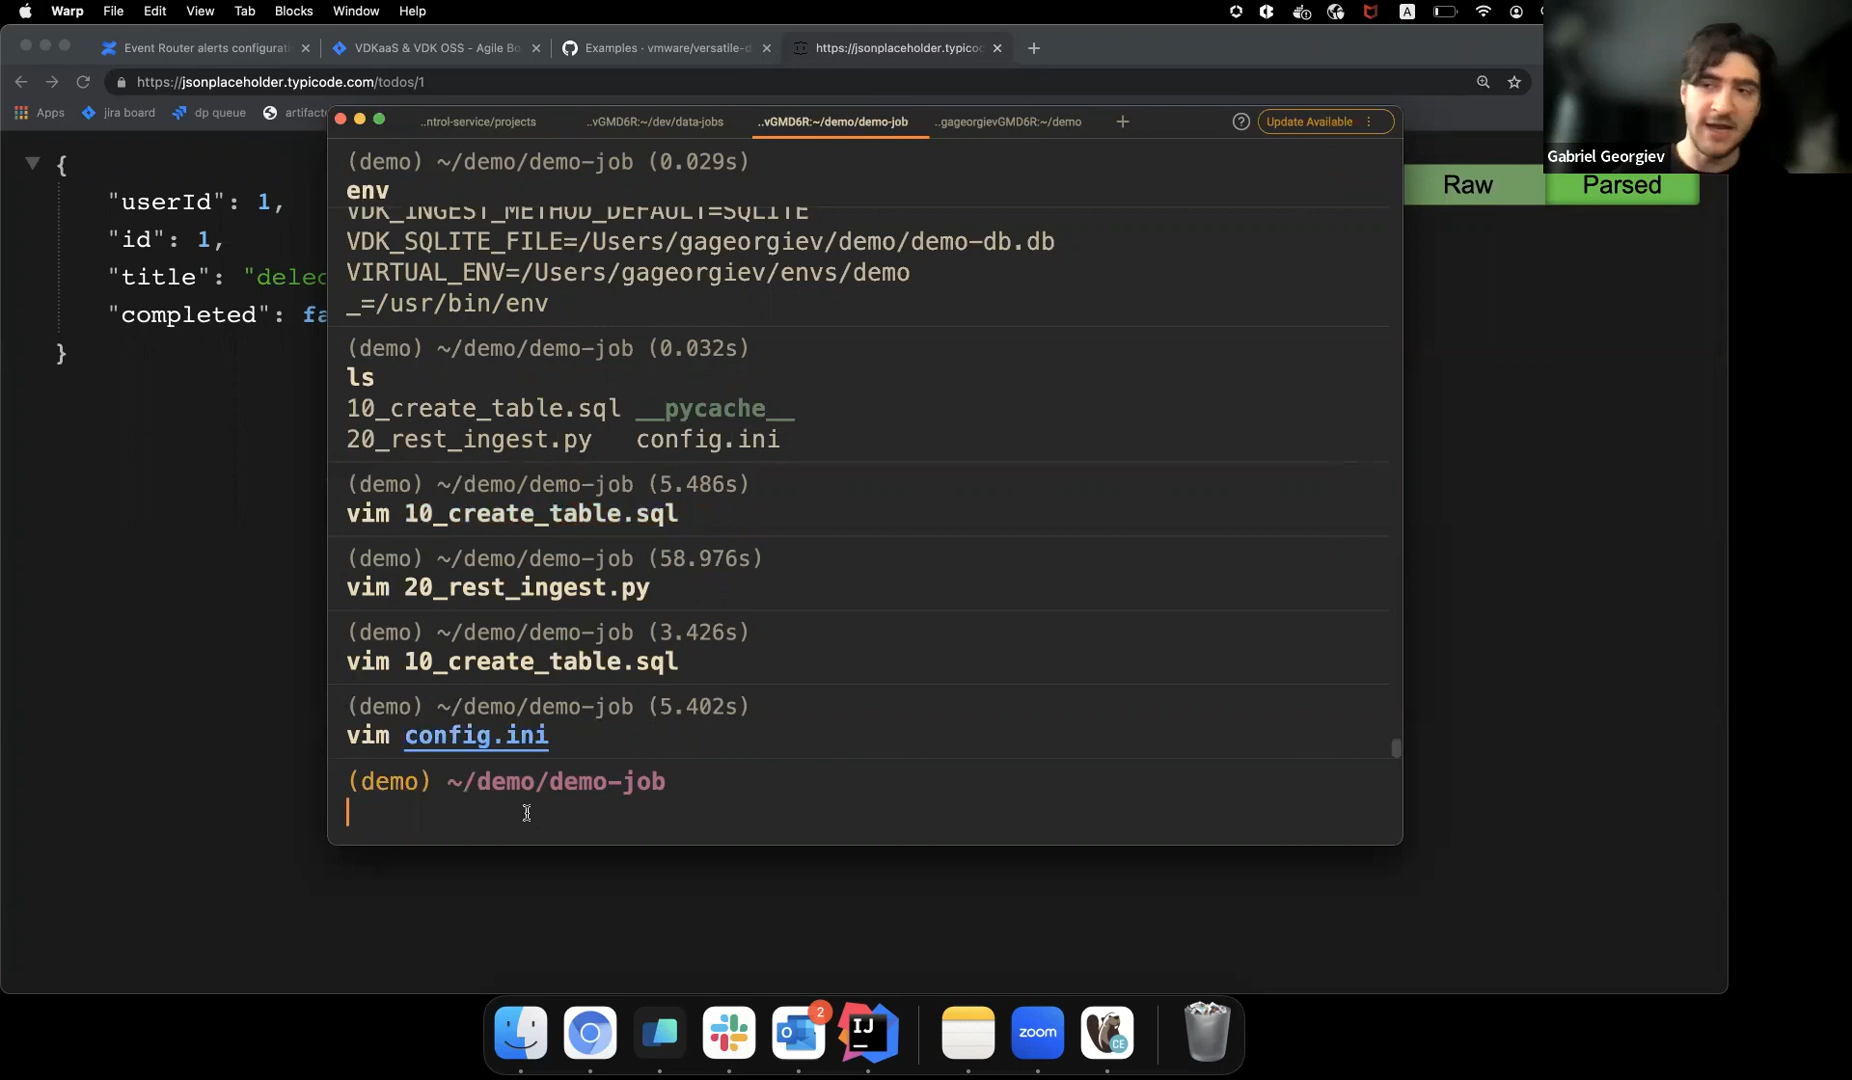 Warp File Edit View Tab Blocks Window Help
A
Event Router alerts configurati
VDKaaS & VDK OSS - Agile Bo
Examples · vmware/versatile-d
https://jsonplaceholder.typicod
https://jsonplaceholder.typicode.com/todos/1
Apps
jira board
dp queue
artifact
..ntrol-service/projects
..vGMD6R:~/dev/data-jobs
..vGMD6R:~/demo/demo-job
..gageorgievGMD6R:~/demo
Update Available
Gabriel Georgiev
Raw
Parsed
{
"userId": 1,
"id": 1,
"title": "delec
"completed": fa
}
(demo) ~/demo/demo-job (0.029s)
env
VDK_INGEST_METHOD_DEFAULT=SQLITE
VDK_SQLITE_FILE=/Users/gageorgiev/demo/demo-db.db
VIRTUAL_ENV=/Users/gageorgiev/envs/demo
_=/usr/bin/env
(demo) ~/demo/demo-job (0.032s)
ls
10_create_table.sql __pycache__
20_rest_ingest.py config.ini
(demo) ~/demo/demo-job (5.486s)
vim 10_create_table.sql
(demo) ~/demo/demo-job (58.976s)
vim 20_rest_ingest.py
(demo) ~/demo/demo-job (3.426s)
vim 10_create_table.sql
(demo) ~/demo/demo-job (5.402s)
vim config.ini
(demo) ~/demo/demo-job
2
IJ
zoom
CE